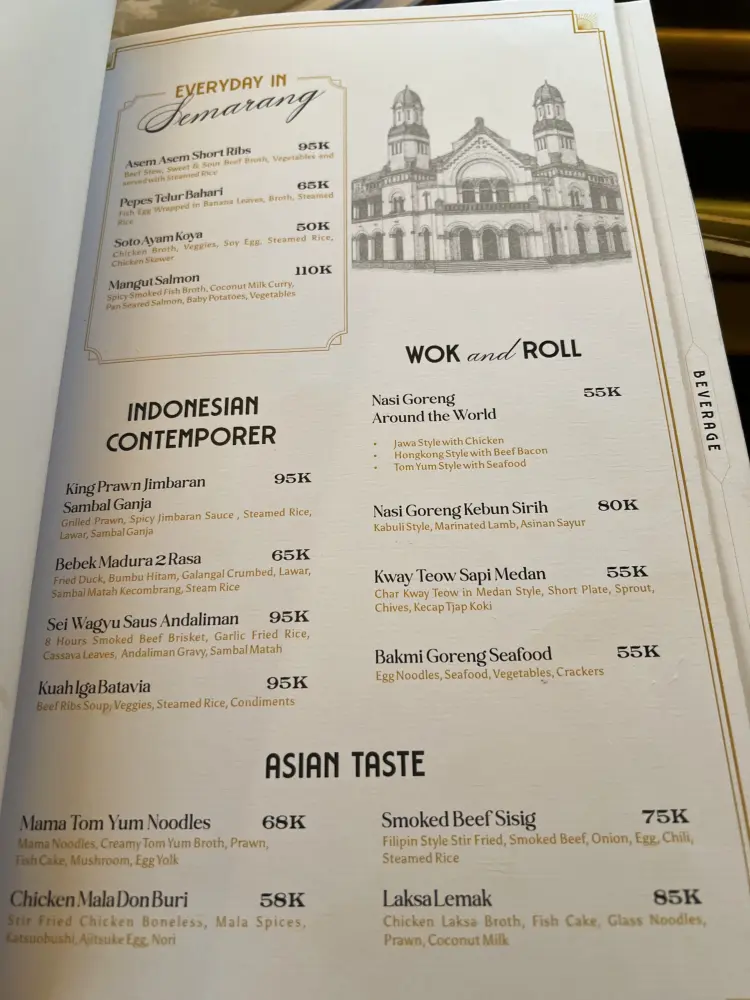 EVERYDAY IN
Semarang
Asem Asem Short Ribs 95K
Beef Stew, Sweet & Sour Beef Broth, Vegetables and
served with Steamed Rice
Pepes Telur Bahari 65K
Fish Egg Wrapped in Banana Leaves, Broth, Steamed
Rice
Soto Ayam Koya 50K
Chicken Broth, Veggies, Soy Egg, Steamed Rice,
Chicken Skewer
Mangut Salmon 110K
Spicy Smoked Fish Broth, Coconut Milk Curry,
Pan Seared Salmon, Baby Potatoes, Vegetables
INDONESIAN
CONTEMPORER
King Prawn Jimbaran 95K
Sambal Ganja
Grilled Prawn, Spicy Jimbaran Sauce , Steamed Rice,
Lawar, Sambal Ganja
Bebek Madura 2 Rasa 65K
Fried Duck, Bumbu Hitam, Galangal Crumbed, Lawar,
Sambal Matah Kecombrang, Steam Rice
Sei Wagyu Saus Andaliman 95K
8 Hours Smoked Beef Brisket, Garlic Fried Rice,
Cassava Leaves, Andaliman Gravy, Sambal Matah
Kuah Iga Batavia 95K
Beef Ribs Soup, Veggies, Steamed Rice, Condiments
WOK and ROLL
Nasi Goreng 55K
Around the World
• Jawa Style with Chicken
• Hongkong Style with Beef Bacon
• Tom Yum Style with Seafood
Nasi Goreng Kebun Sirih 80K
Kabuli Style, Marinated Lamb, Asinan Sayur
Kway Teow Sapi Medan 55K
Char Kway Teow in Medan Style, Short Plate, Sprout,
Chives, Kecap Tjap Koki
Bakmi Goreng Seafood 55K
Egg Noodles, Seafood, Vegetables, Crackers
ASIAN TASTE
Mama Tom Yum Noodles 68K
Mama Noodles, Creamy Tom Yum Broth, Prawn,
Fish Cake, Mushroom, Egg Yolk
Chicken Mala Don Buri 58K
Stir Fried Chicken Boneless, Mala Spices,
Katsuobushi, Ajitsuke Egg, Nori
Smoked Beef Sisig 75K
Filipin Style Stir Fried, Smoked Beef, Onion, Egg, Chili,
Steamed Rice
Laksa Lemak 85K
Chicken Laksa Broth, Fish Cake, Glass Noodles,
Prawn, Coconut Milk
BEVERAGE